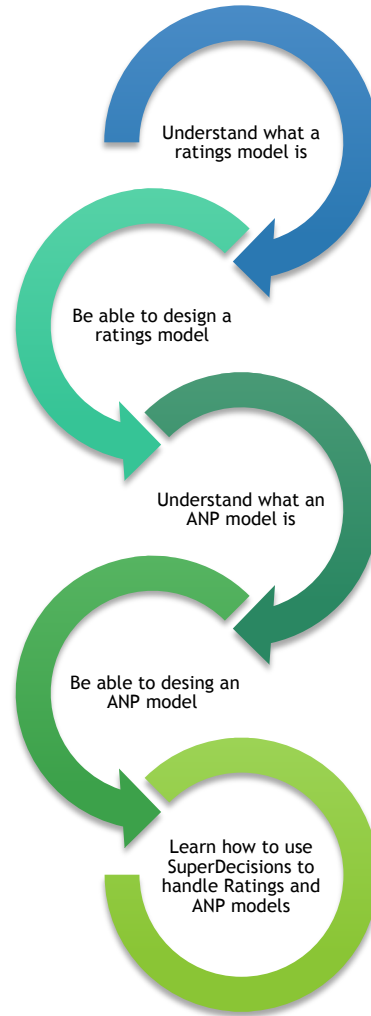 Understand what a
ratings model is
Be able to design a
ratings model
Understand what an
ANP model is
Be able to desing an
ANP model
Learn how to use
SuperDecisions to
handle Ratings and
ANP models